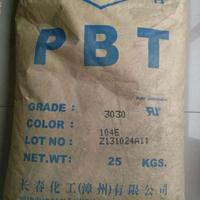 PBT
GRADE: 3030
COLOR: 104E
LOT NO: Z131024A11
NET.WT: 25 KGS.
长春化工(漳州)有限公司